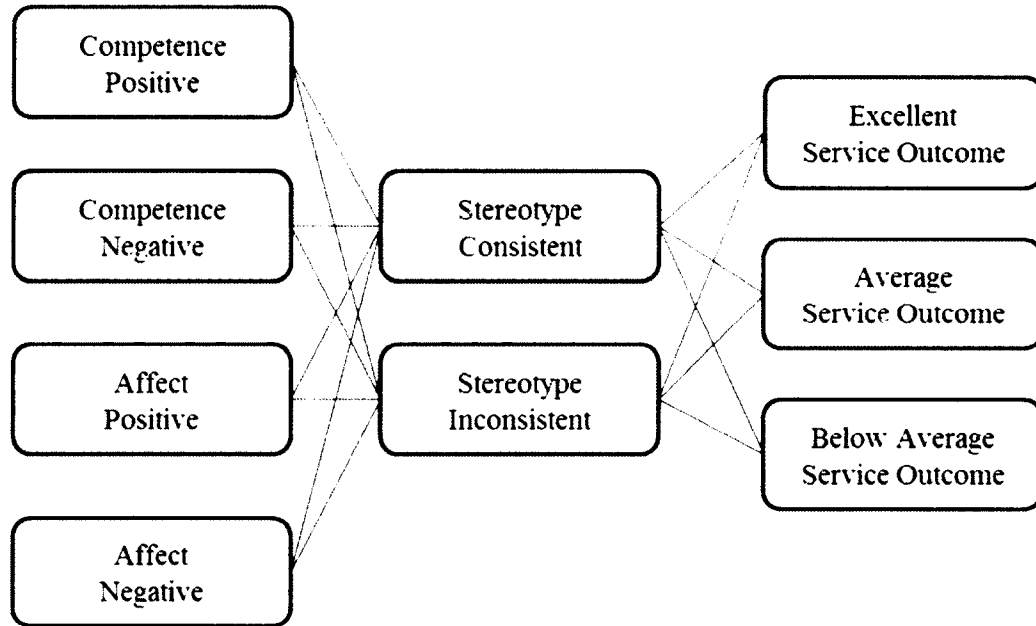 Competence
Positive
Competence
Negative
Affect
Positive
Affect
Negative
Stereotype
Consistent
Stereotype
Inconsistent
Excellent
Service Outcome
Average
Service Outcome
Below Average
Service Outcome